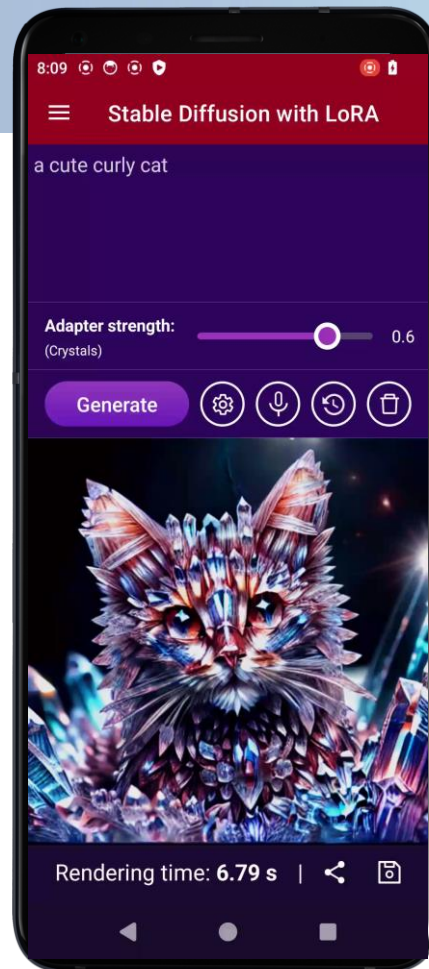 8:09
Stable Diffusion with LoRA
a cute curly cat
Adapter strength:
0.6
(Crystals)
Generate
Rendering time: 6.79 s |